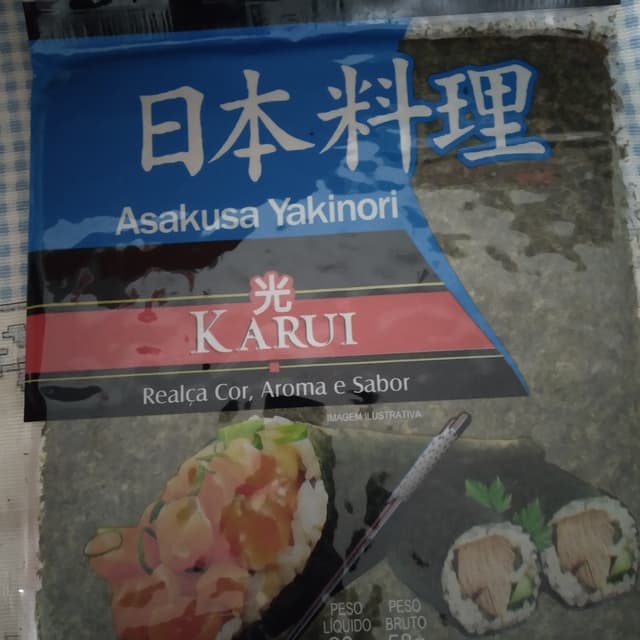 日本料理
Asakusa Yakinori
光
KARUI
Realça Cor, Aroma e Sabor
IMAGEM ILUSTRATIVA
PESO PESO
LÍQUIDO BRUTO